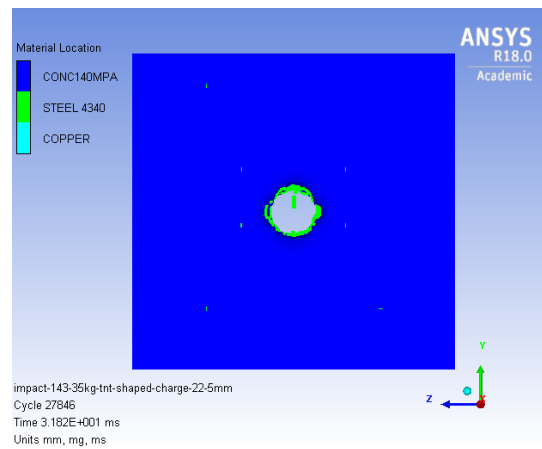 Material Location
CONC140MPA
STEEL 4340
COPPER
ANSYS
R18.0
Academic
impact-143-35kg-tnt-shaped-charge-22-5mm
Cycle 27846
Time 3.182E+001 ms
Units mm, mg, ms
Y
Z
X